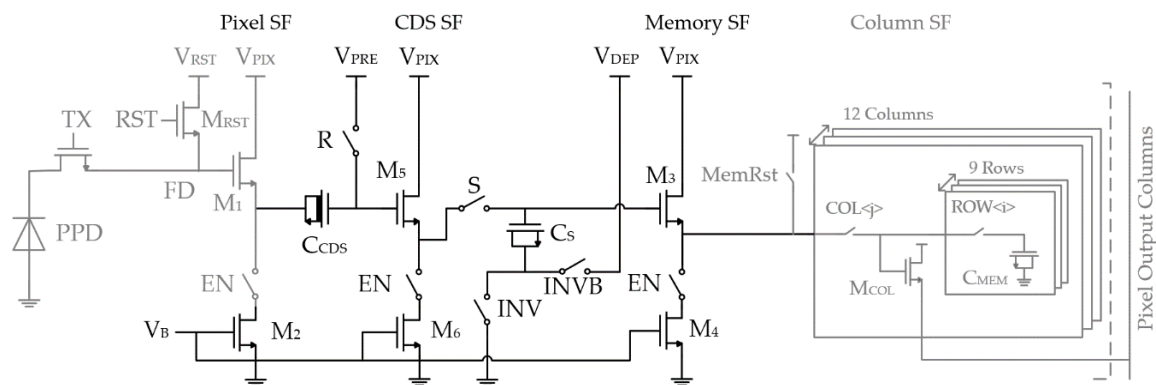 Pixel SF
CDS SF
Memory SF
Column SF
VRST
VPIX
VPRE
VPIX
VDEP
VPIX
TX
RST
MRST
12 Columns
R
M5
M3
MemRst
9 Rows
FD
M1
S
COL<j>
ROW<i>
PPD
CCDS
CS
EN
EN
INV
INVB
EN
MCOL
CMEM
VB
M2
M6
M4
Pixel Output Columns